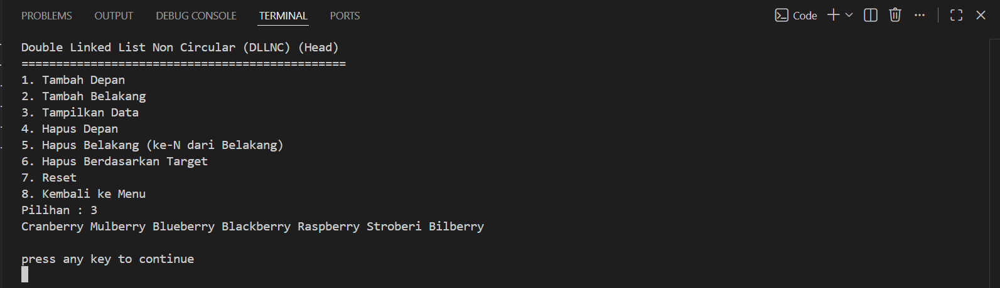 PROBLEMS OUTPUT DEBUG CONSOLE TERMINAL PORTS Code
Double Linked List Non Circular (DLLNC) (Head)
===============================================
1. Tambah Depan
2. Tambah Belakang
3. Tampilkan Data
4. Hapus Depan
5. Hapus Belakang (ke-N dari Belakang)
6. Hapus Berdasarkan Target
7. Reset
8. Kembali ke Menu
Pilihan : 3
Cranberry Mulberry Blueberry Blackberry Raspberry Stroberi Bilberry
press any key to continue